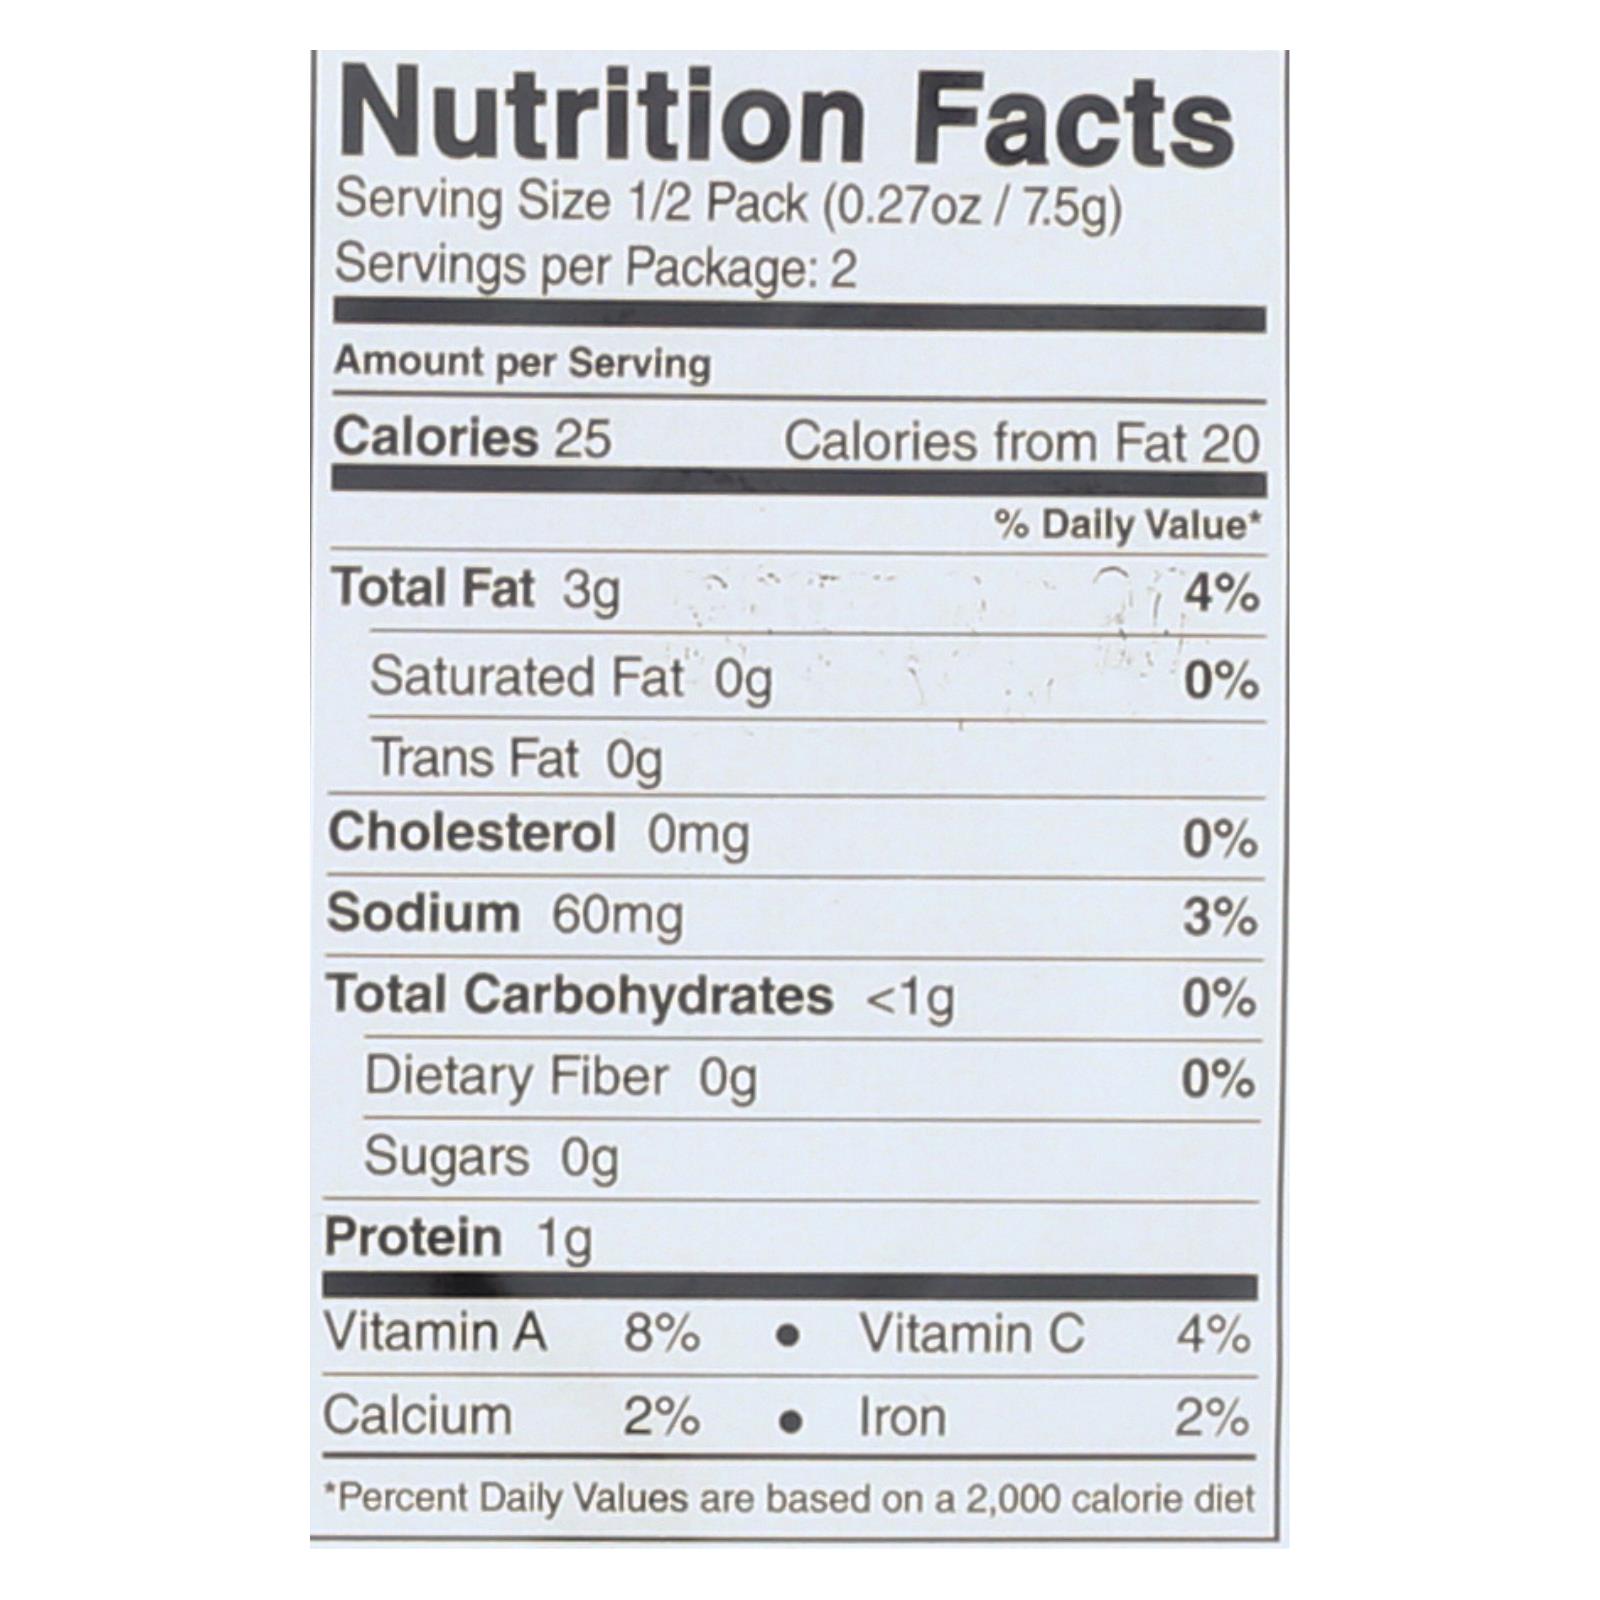 Nutrition Facts
Serving Size 1/2 Pack (0.27oz / 7.5g)
Servings per Package: 2
Amount per Serving
Calories 25 Calories from Fat 20
% Daily Value*
Total Fat 3g 4%
Saturated Fat 0g 0%
Trans Fat 0g
Cholesterol 0mg 0%
Sodium 60mg 3%
Total Carbohydrates <1g 0%
Dietary Fiber 0g 0%
Sugars 0g
Protein 1g
Vitamin A 8% ● Vitamin C 4%
Calcium 2% ● Iron 2%
*Percent Daily Values are based on a 2,000 calorie diet